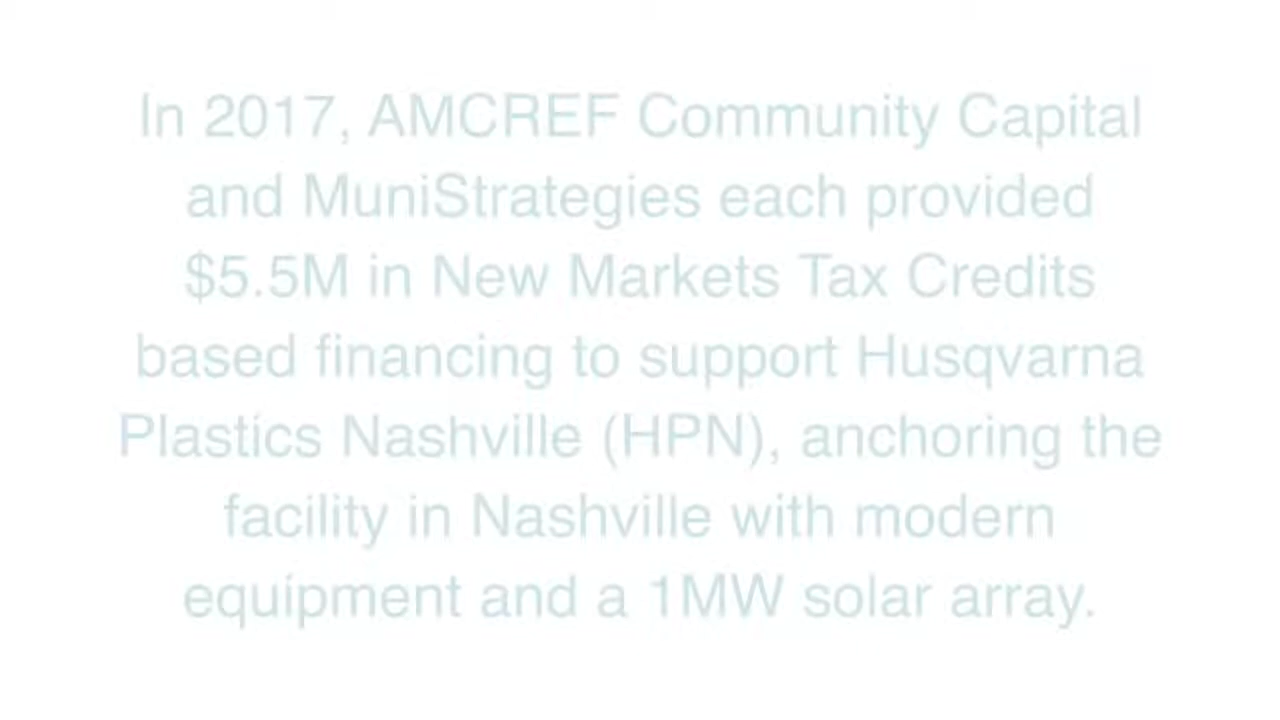 In 2017, AMCREF Community Capital
and MuniStrategies each provided
$5.5M in New Markets Tax Credits
based financing to support Husqvarna
Plastics Nashville (HPN), anchoring the
facility in Nashville with modern
equipment and a 1MW solar array.